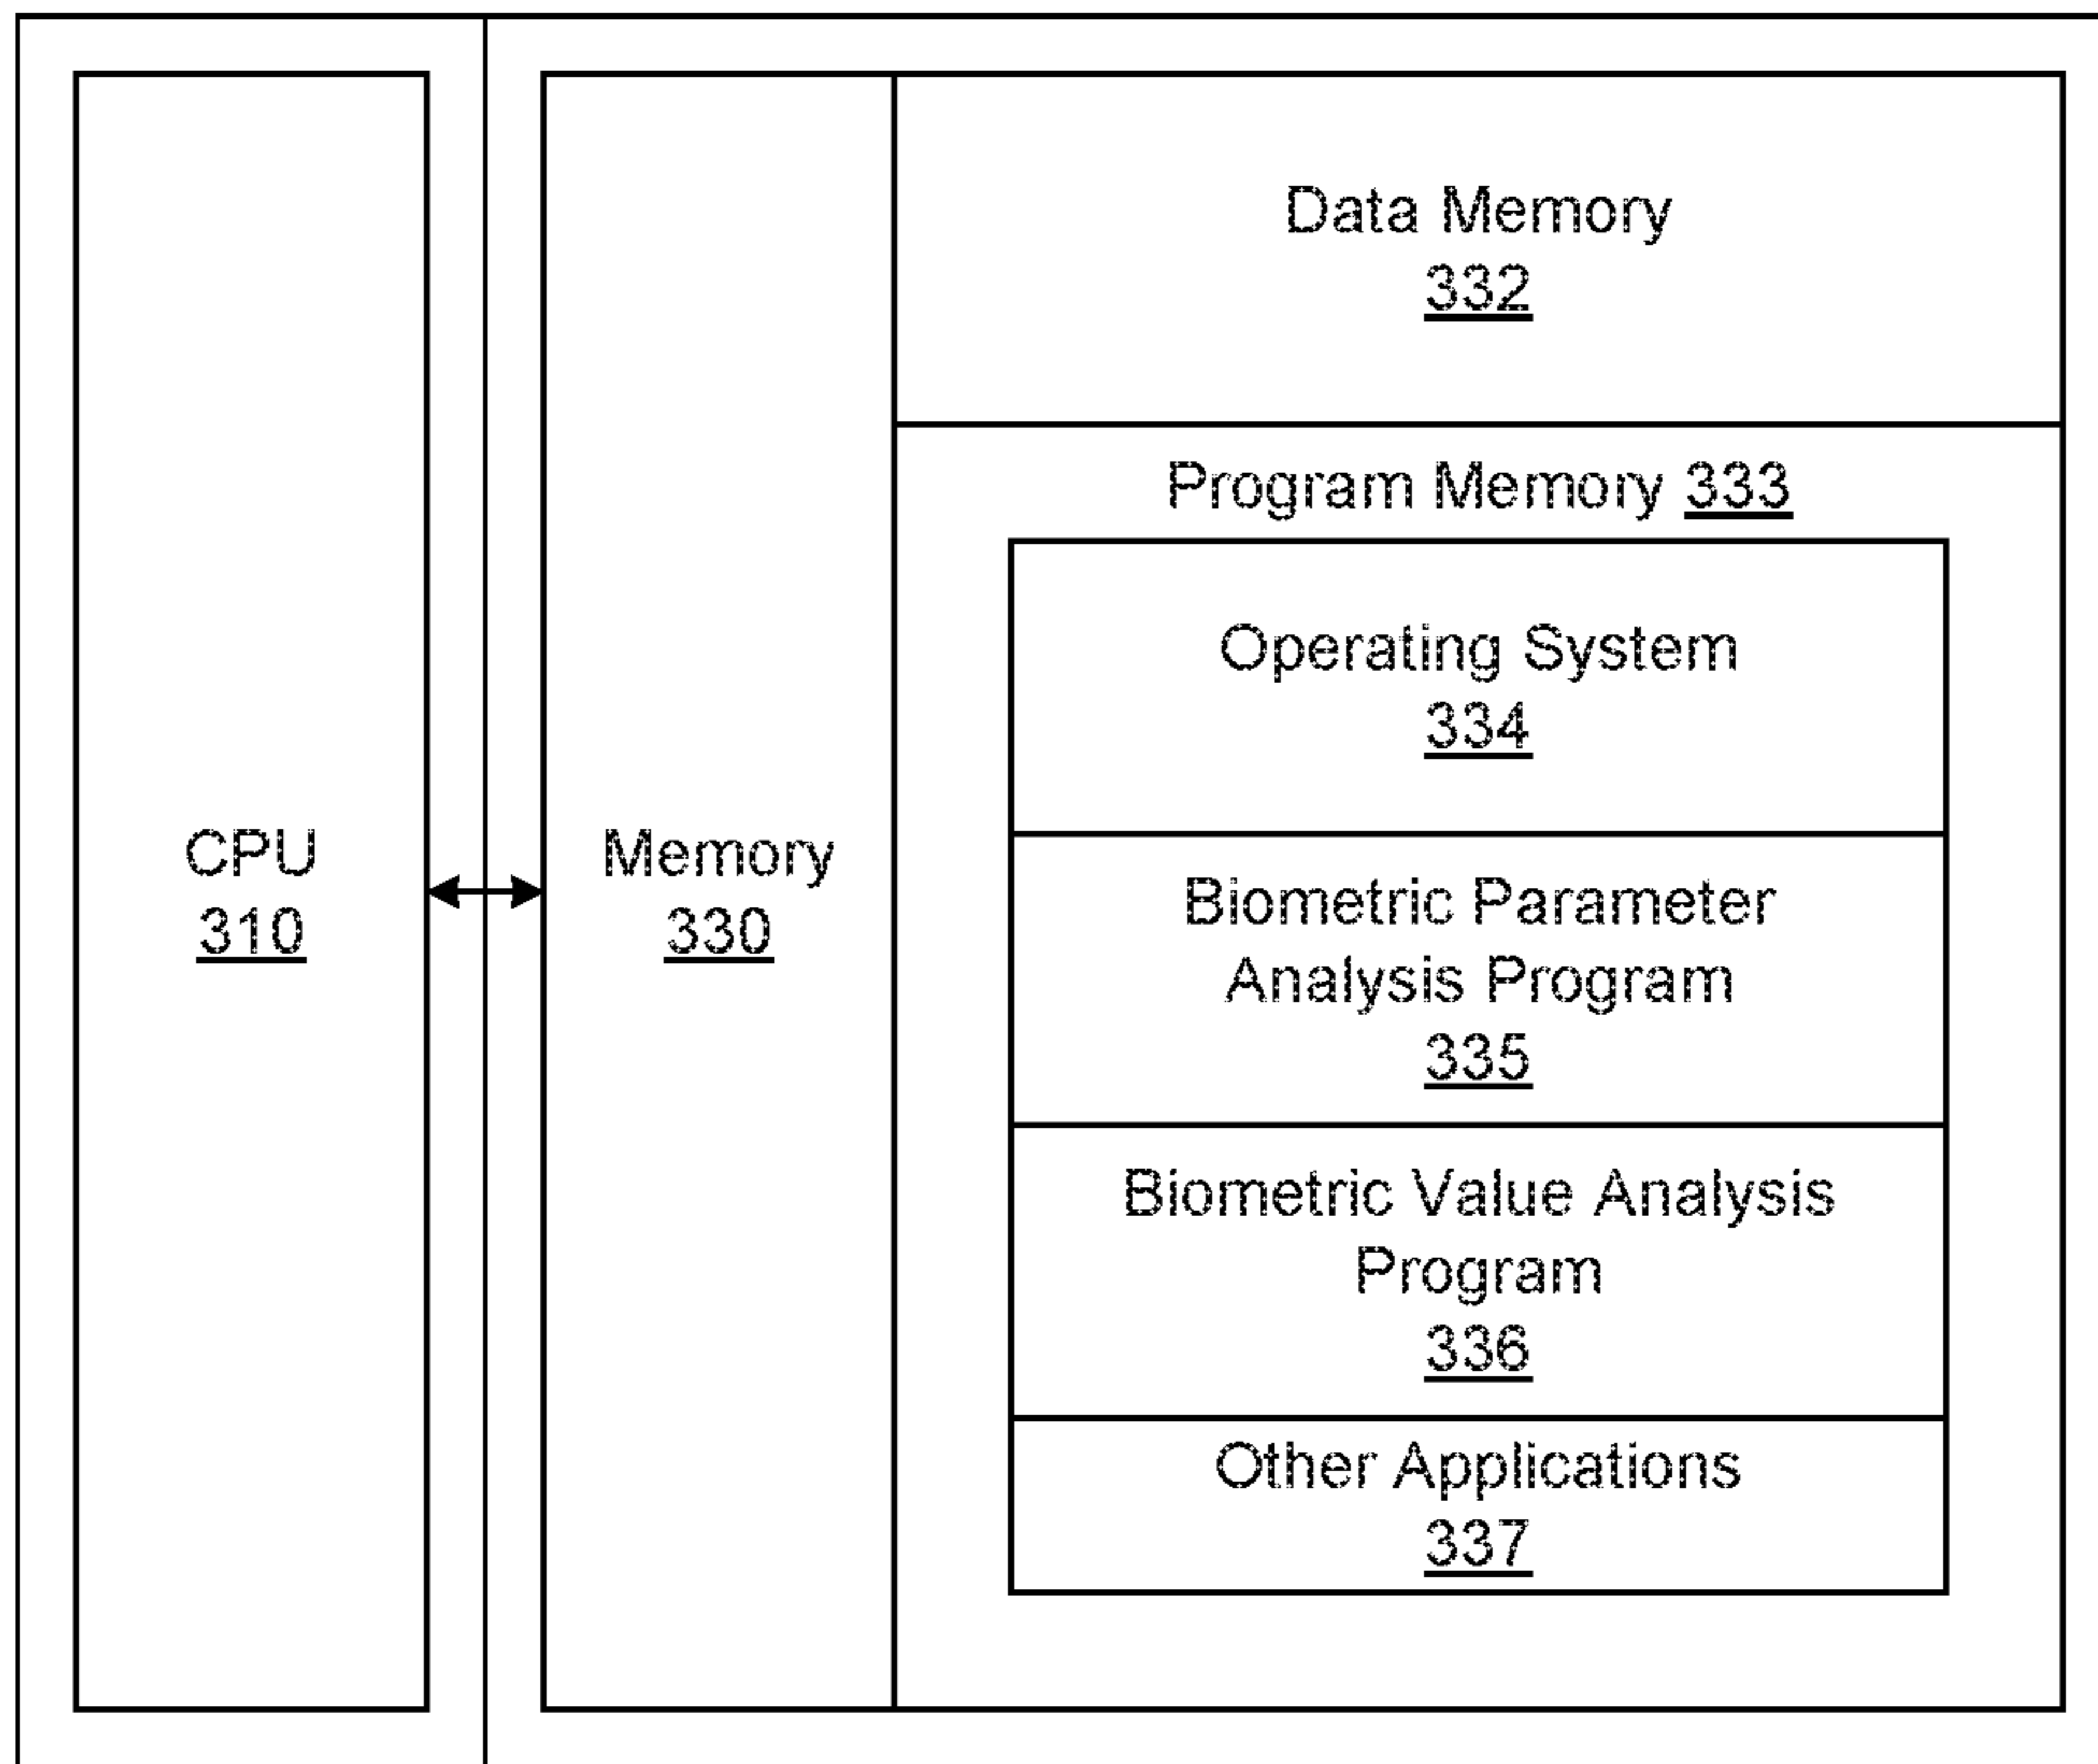 CPU
310
Memory
330
Data Memory
332
Program Memory 333
Operating System
334
Biometric Parameter
Analysis Program
335
Biometric Value Analysis
Program
336
Other Applications
337